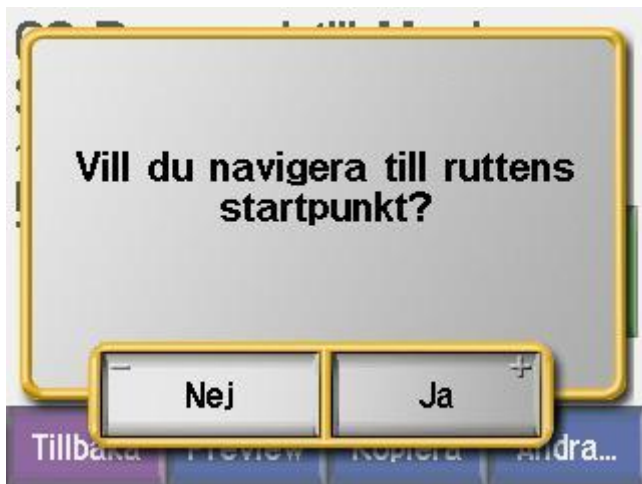 Vill du navigera till ruttens
startpunkt?
− Nej Ja +
Tillbaka Preview Kopiera Ändra...